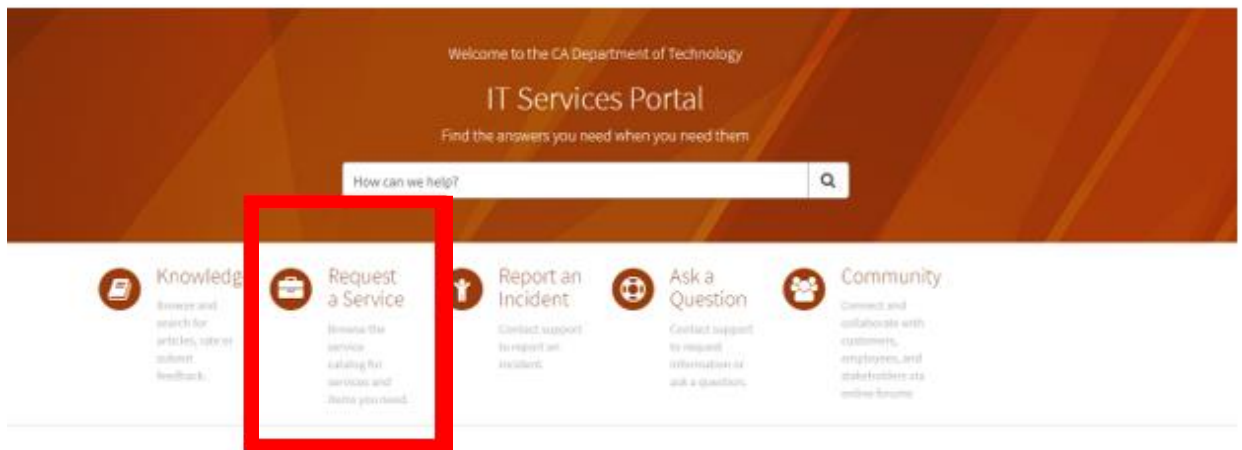 Welcome to the CA Department of Technology
IT Services Portal
Find the answers you need when you need them
How can we help?
Knowledg
Browse and
search for
articles, rate or
submit
feedback.
Request
a Service
Browse the
service
catalog for
services and
items you need.
Report an
Incident
Contact support
to report an
incident.
Ask a
Question
Contact support
to request
information or
ask a question.
Community
Connect and
collaborate with
customers,
employees, and
stakeholders via
online forums